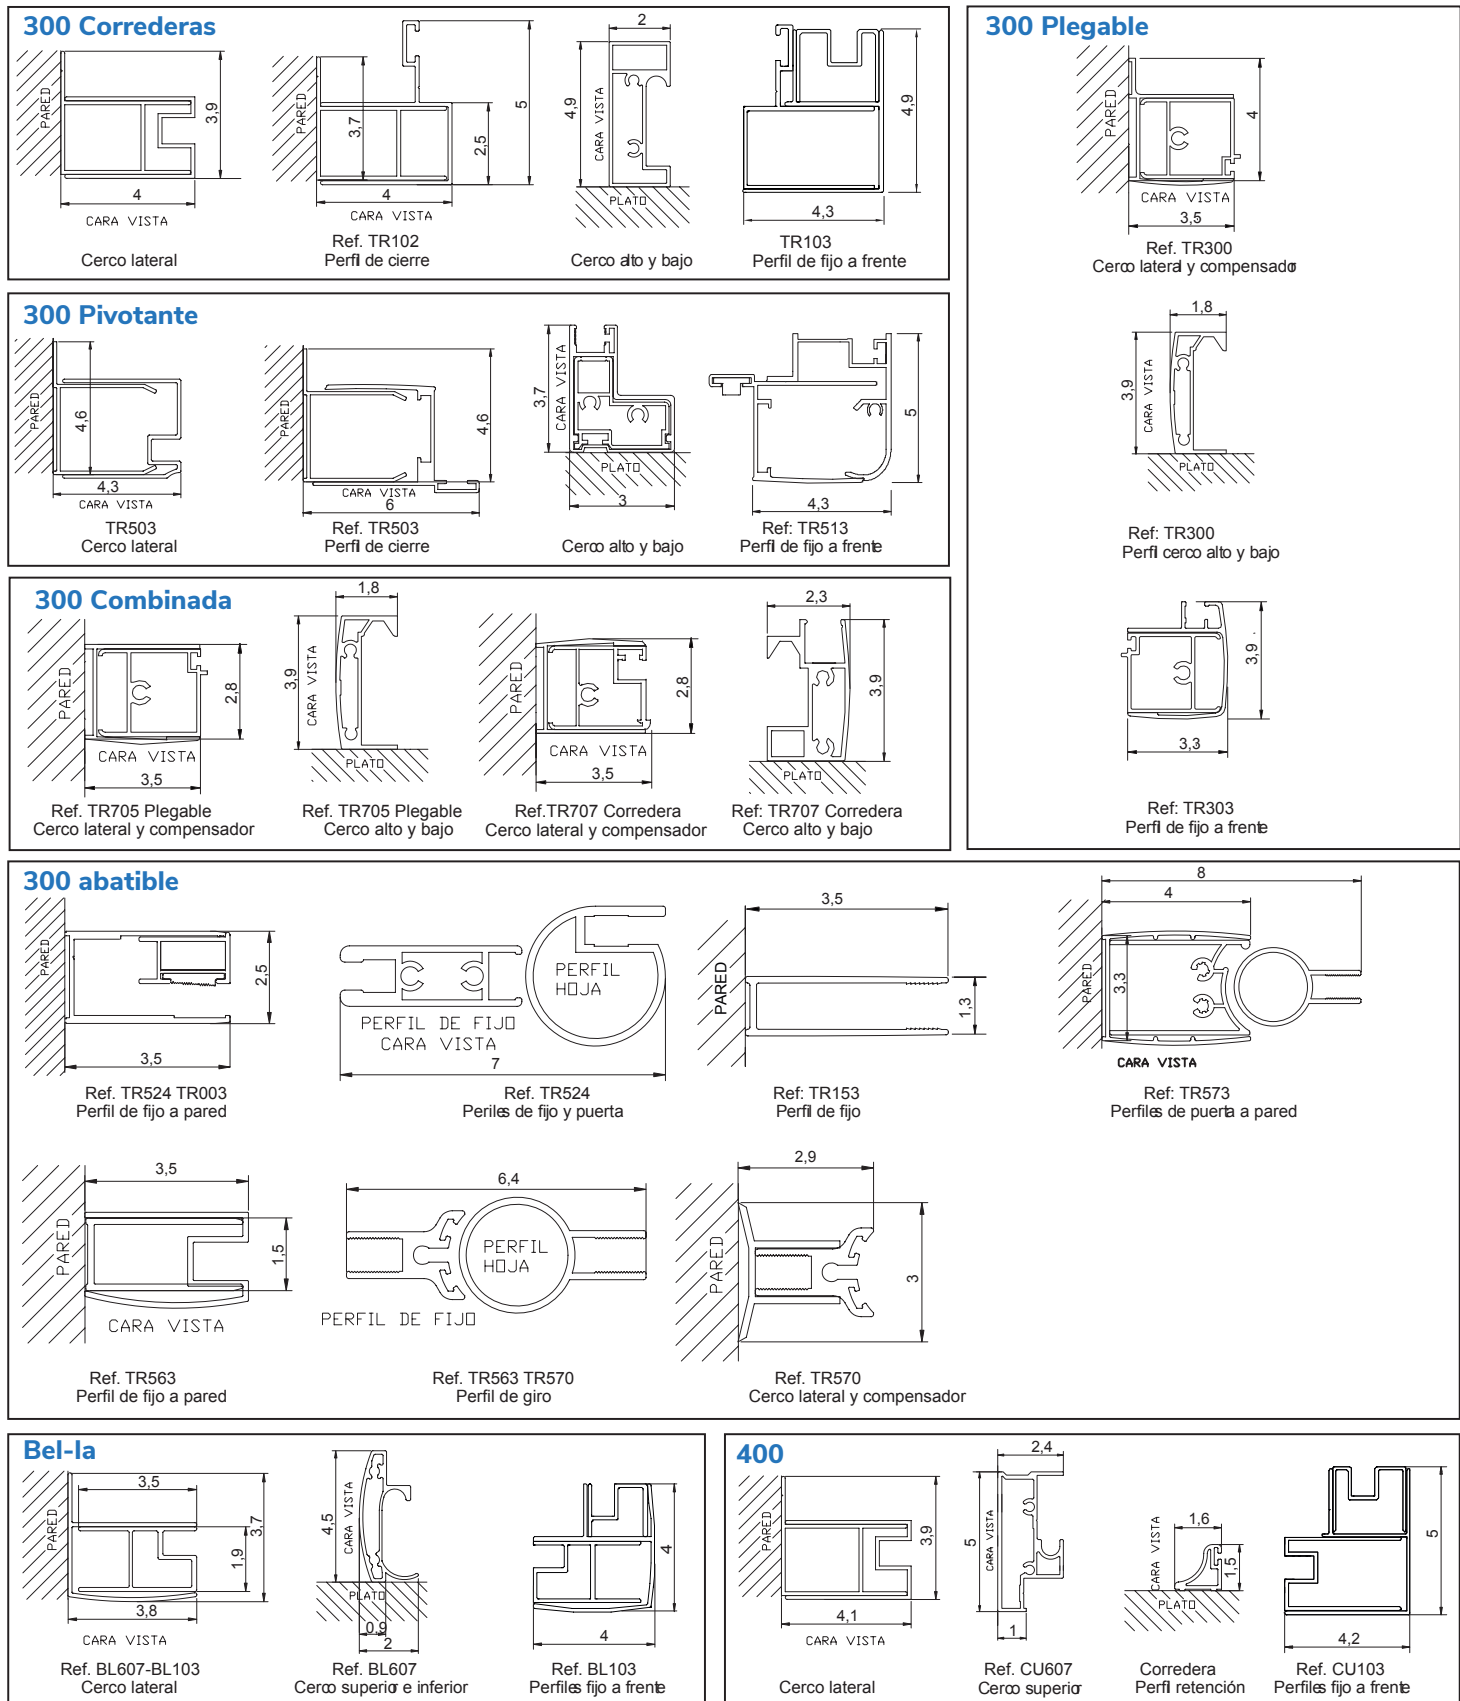 300 Correderas
PARED
3,9
4
CARA VISTA
Cerco lateral
PARED
3,7
5
2,5
4
CARA VISTA
Ref. TR102
Perfil de cierre
2
4,9
CARA VISTA
PLATO
Cerco alto y bajo
4,9
4,3
TR103
Perfil de fijo a frente
300 Plegable
PARED
4
CARA VISTA
3,5
Ref. TR300
Cerco lateral y compensador
1,8
3,9
CARA VISTA
PLATO
Ref: TR300
Perfil cerco alto y bajo
3,9
3,3
Ref: TR303
Perfil de fijo a frente
300 Pivotante
PARED
4,6
4,3
CARA VISTA
TR503
Cerco lateral
PARED
4,6
CARA VISTA
6
Ref. TR503
Perfil de cierre
3,7
CARA VISTA
PLATO
3
Cerco alto y bajo
5
4,3
Ref: TR513
Perfil de fijo a frente
300 Combinada
PARED
2,8
CARA VISTA
3,5
Ref. TR705 Plegable
Cerco lateral y compensador
1,8
3,9
CARA VISTA
PLATO
Ref. TR705 Plegable
Cerco alto y bajo
PARED
2,8
CARA VISTA
3,5
Ref.TR707 Corredera
Cerco lateral y compensador
2,3
3,9
PLATO
Ref: TR707 Corredera
Cerco alto y bajo
300 abatible
PARED
2,5
3,5
Ref. TR524 TR003
Perfil de fijo a pared
PERFIL
HOJA
PERFIL DE FIJO
CARA VISTA
7
Ref. TR524
Periles de fijo y puerta
3,5
PARED
1,3
Ref: TR153
Perfil de fijo
8
4
PARED
3,3
CARA VISTA
Ref: TR573
Perfiles de puerta a pared
3,5
PARED
1,5
CARA VISTA
Ref. TR563
Perfil de fijo a pared
6,4
PERFIL
HOJA
PERFIL DE FIJO
Ref. TR563 TR570
Perfil de giro
2,9
PARED
3
Ref. TR570
Cerco lateral y compensador
Bel-la
PARED
3,5
3,7
1,9
3,8
CARA VISTA
Ref. BL607-BL103
Cerco lateral
4,5
CARA VISTA
PLATO
0,9
2
Ref. BL607
Cerco superior e inferior
4
4
Ref. BL103
Perfiles fijo a frente
400
PARED
3,9
4,1
CARA VISTA
Cerco lateral
2,4
5
CARA VISTA
1
Ref. CU607
Cerco superior
CARA VISTA
1,6
1,5
PLATO
Corredera
Perfil retención
5
4,2
Ref. CU103
Perfiles fijo a frente